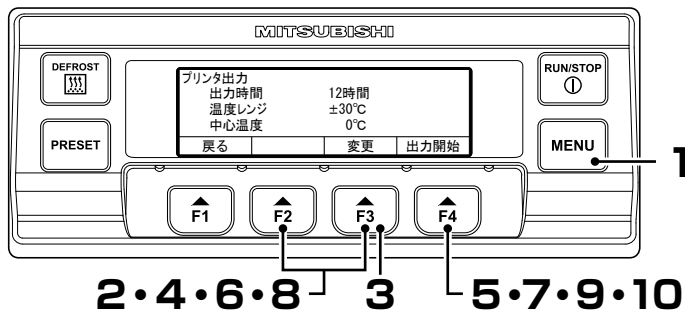 MITSUBISHI
DEFROST
PRESET
プリンタ出力
出力時間 12時間
温度レンジ ±30℃
中心温度 0℃
戻る 変更 出力開始
RUN/STOP
MENU
1
F1 F2 F3 F4
2・4・6・8 3 5・7・9・10